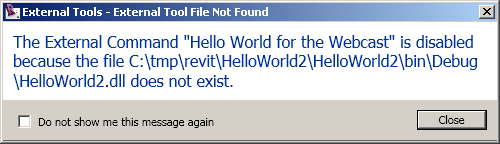 External Tools - External Tool File Not Found
The External Command "Hello World for the Webcast" is disabled
because the file C:\tmp\revit\HelloWorld2\HelloWorld2\bin\Debug
\HelloWorld2.dll does not exist.
Do not show me this message again
Close